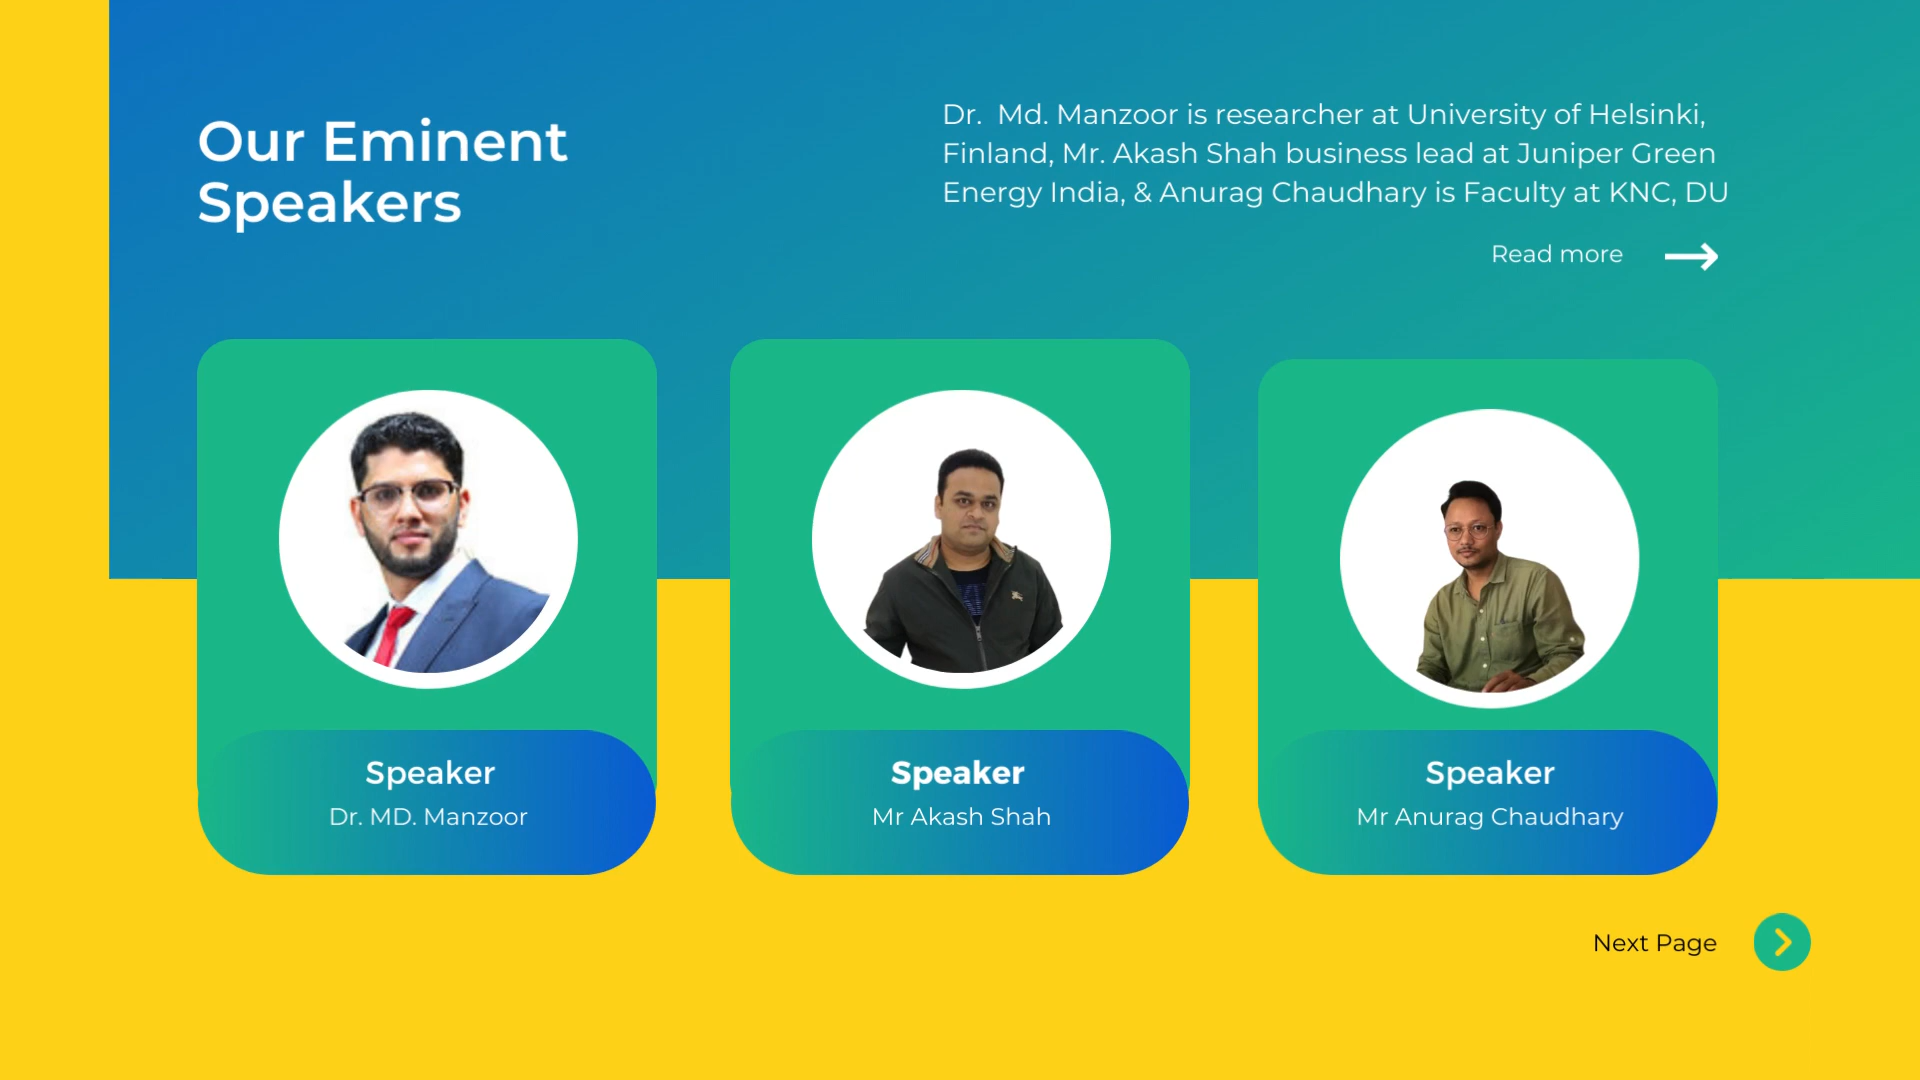 Our Eminent
Speakers
Dr. Md. Manzoor is researcher at University of Helsinki,
Finland, Mr. Akash Shah business lead at Juniper Green
Energy India, & Anurag Chaudhary is Faculty at KNC, DU
Read more
Speaker
Dr. MD. Manzoor
Speaker
Mr Akash Shah
Speaker
Mr Anurag Chaudhary
Next Page